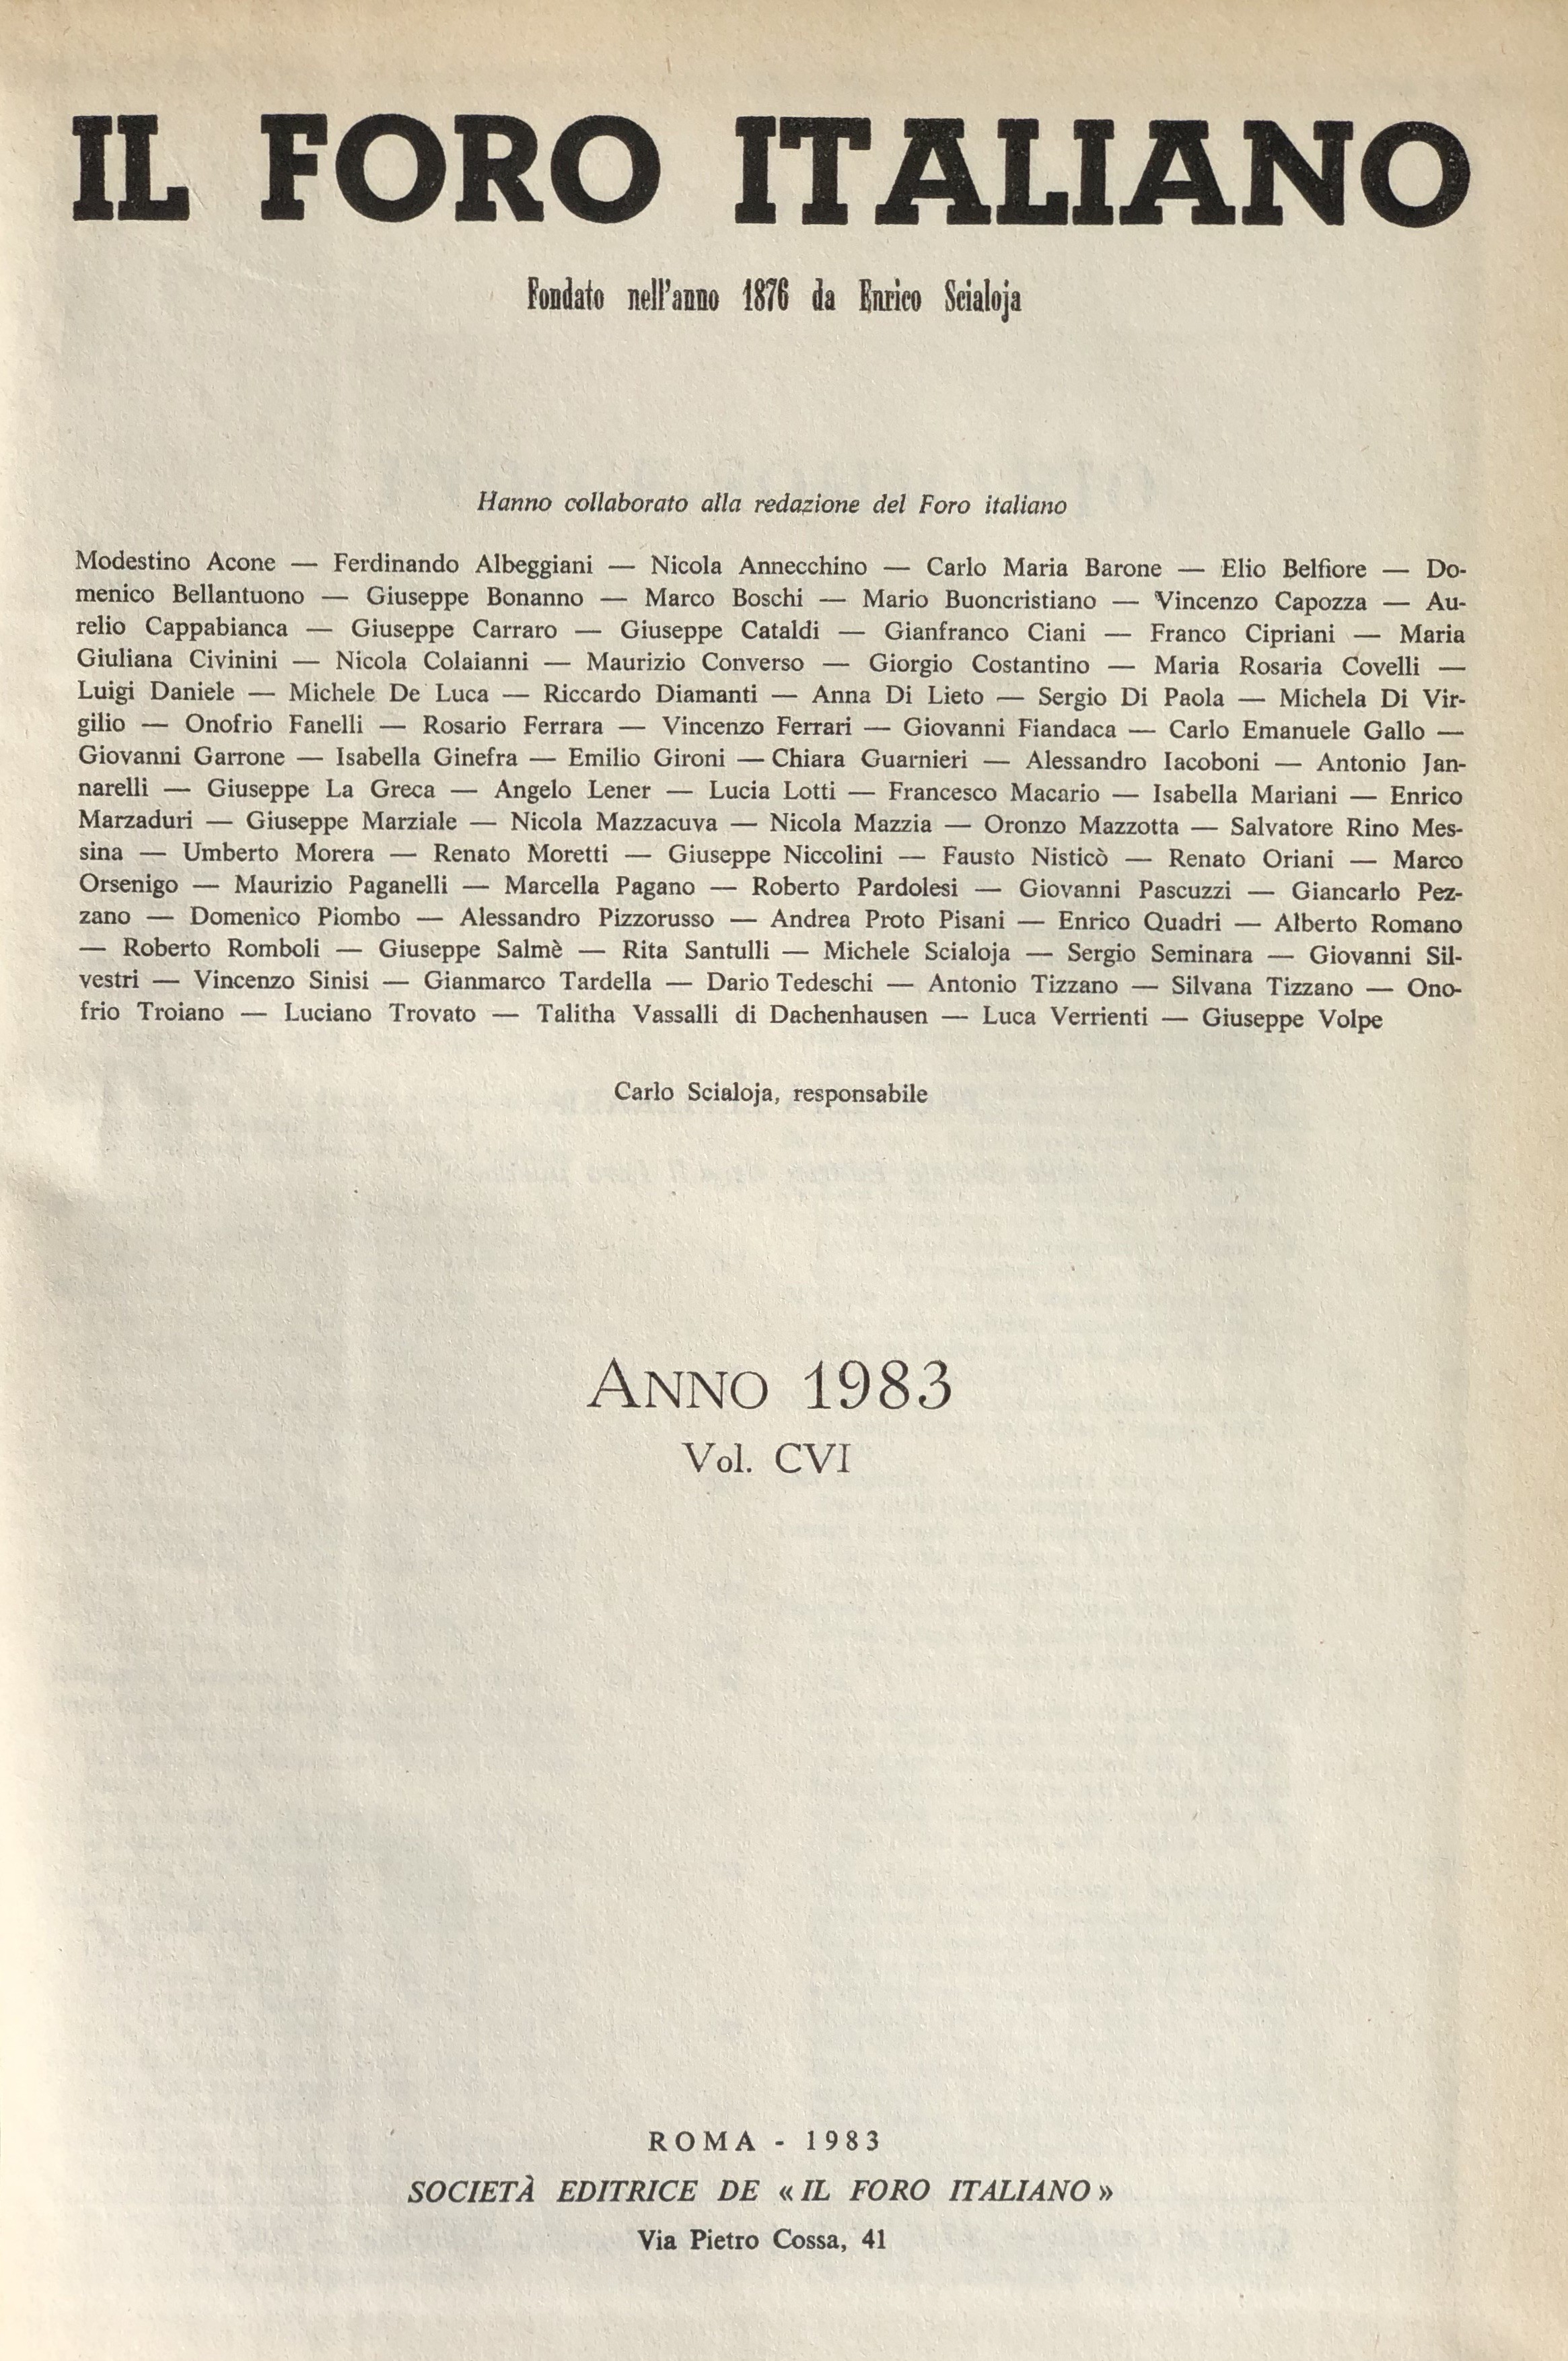 IL FORO ITALIANO
Fondato nell'anno 1876 da Enrico Scialoja
Hanno collaborato alla redazione del Foro italiano
Modestino Acone — Ferdinando Albeggiani — Nicola Annecchino — Carlo Maria Barone — Elio Belfiore — Do-
menico Bellantuono — Giuseppe Bonanno — Marco Boschi — Mario Buoncristiano — Vincenzo Capozza — Au-
relio Cappabianca — Giuseppe Carraro — Giuseppe Cataldi — Gianfranco Ciani — Franco Cipriani — Maria
Giuliana Civinini — Nicola Colaianni — Maurizio Converso — Giorgio Costantino — Maria Rosaria Covelli —
Luigi Daniele — Michele De Luca — Riccardo Diamanti — Anna Di Lieto — Sergio Di Paola — Michela Di Vir-
gilio — Onofrio Fanelli — Rosario Ferrara — Vincenzo Ferrari — Giovanni Fiandaca — Carlo Emanuele Gallo —
Giovanni Garrone — Isabella Ginefra — Emilio Gironi — Chiara Guarnieri — Alessandro Iacoboni — Antonio Jan-
narelli — Giuseppe La Greca — Angelo Lener — Lucia Lotti — Francesco Macario — Isabella Mariani — Enrico
Marzaduri — Giuseppe Marziale — Nicola Mazzacuva — Nicola Mazzia — Oronzo Mazzotta — Salvatore Rino Mes-
sina — Umberto Morera — Renato Moretti — Giuseppe Niccolini — Fausto Nisticò — Renato Oriani — Marco
Orsenigo — Maurizio Paganelli — Marcella Pagano — Roberto Pardolesi — Giovanni Pascuzzi — Giancarlo Pez-
zano — Domenico Piombo — Alessandro Pizzorusso — Andrea Proto Pisani — Enrico Quadri — Alberto Romano
— Roberto Romboli — Giuseppe Salmè — Rita Santulli — Michele Scialoja — Sergio Seminara — Giovanni Sil-
vestri — Vincenzo Sinisi — Gianmarco Tardella — Dario Tedeschi — Antonio Tizzano — Silvana Tizzano — Ono-
frio Troiano — Luciano Trovato — Talitha Vassalli di Dachenhausen — Luca Verrienti — Giuseppe Volpe
Carlo Scialoja, responsabile
ANNO 1983
Vol. CVI
ROMA - 1983
SOCIETÀ EDITRICE DE « IL FORO ITALIANO »
Via Pietro Cossa, 41